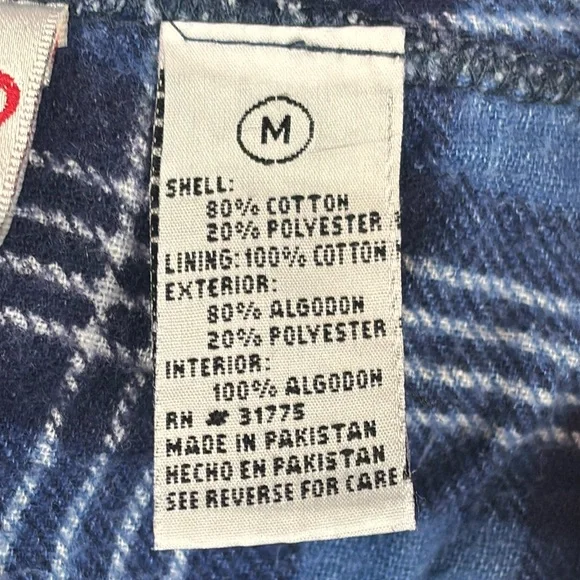 M
SHELL:
80% COTTON
20% POLYESTER
LINING: 100% COTTON
EXTERIOR:
80% ALGODON
20% POLYESTER
INTERIOR:
100% ALGODON
RN # 31775
MADE IN PAKISTAN
HECHO EN PAKISTAN
SEE REVERSE FOR CARE